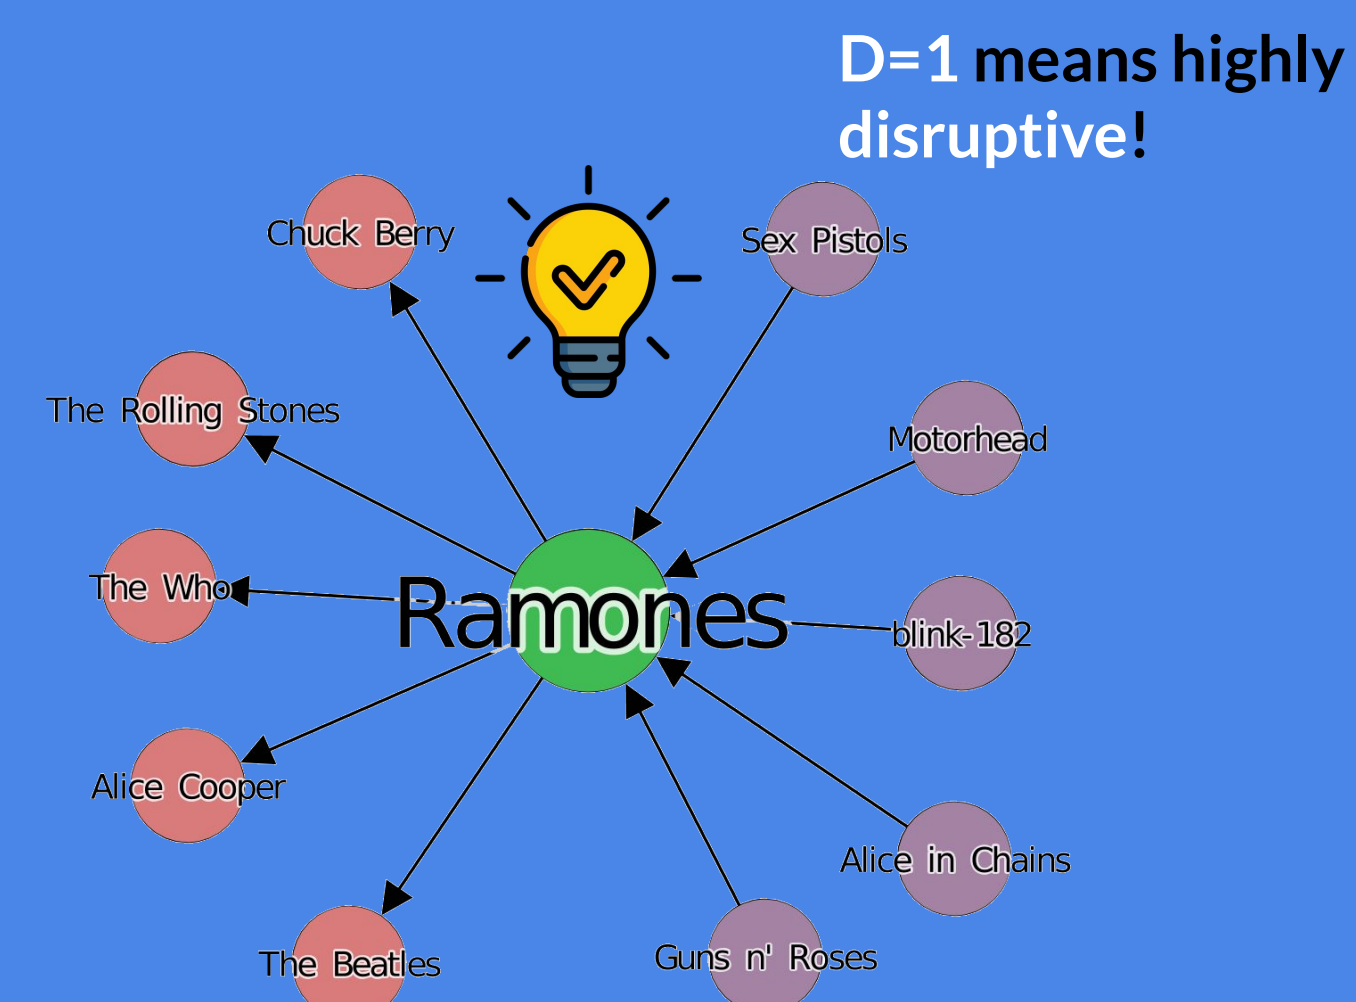 D=1 means highly
disruptive!
Chuck Berry
Sex Pistols
The Rolling Stones
Motorhead
The Who
Ramones
blink-182
Alice Cooper
Alice in Chains
The Beatles
Guns n' Roses